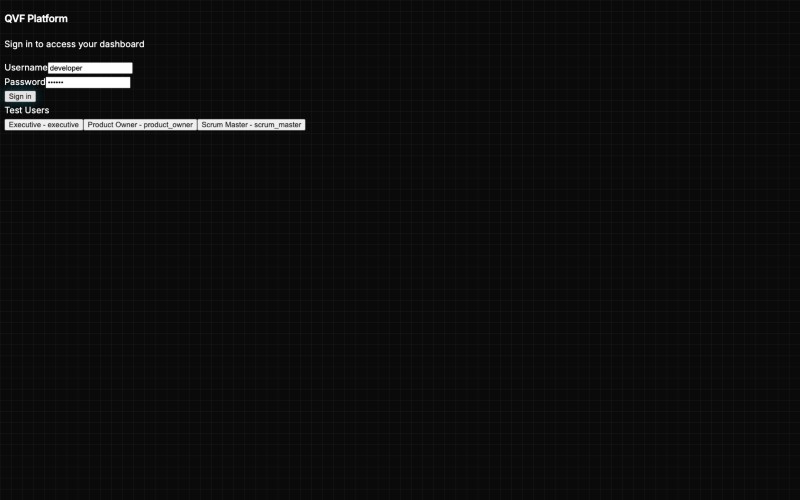 QVF Platform
Sign in to access your dashboard
Username developer
Password ••••••
Sign in
Test Users
Executive - executive Product Owner - product_owner Scrum Master - scrum_master